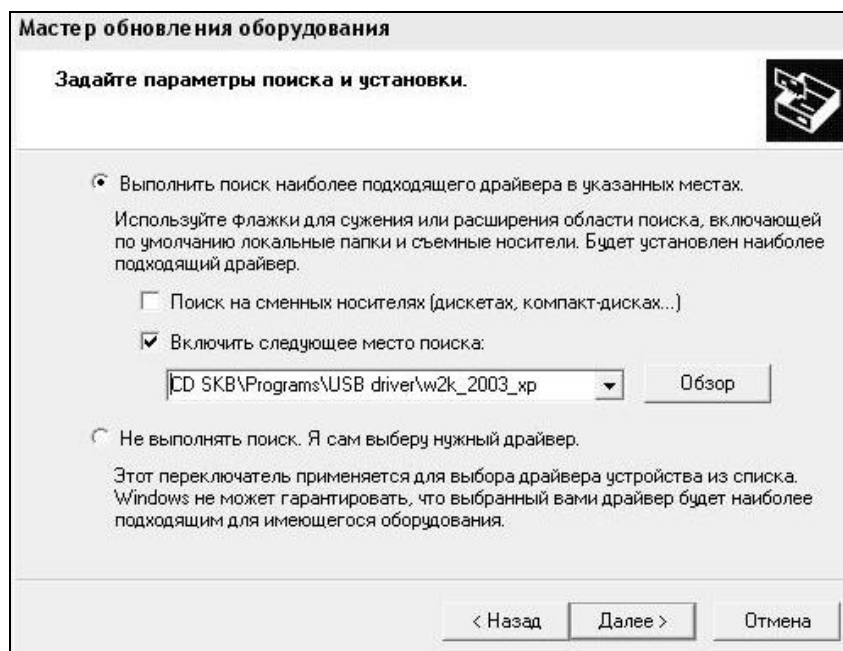 Мастер обновления оборудования
Задайте параметры поиска и установки.
Выполнить поиск наиболее подходящего драйвера в указанных местах.
Используйте флажки для сужения или расширения области поиска, включающей
по умолчанию локальные папки и съемные носители. Будет установлен наиболее
подходящий драйвер.
Поиск на сменных носителях (дискетах, компакт-дисках...)
Включить следующее место поиска:
CD SKB\Programs\USB driver\w2k_2003_xp
Обзор
Не выполнять поиск. Я сам выберу нужный драйвер.
Этот переключатель применяется для выбора драйвера устройства из списка.
Windows не может гарантировать, что выбранный вами драйвер будет наиболее
подходящим для имеющегося оборудования.
< Назад
Далее >
Отмена